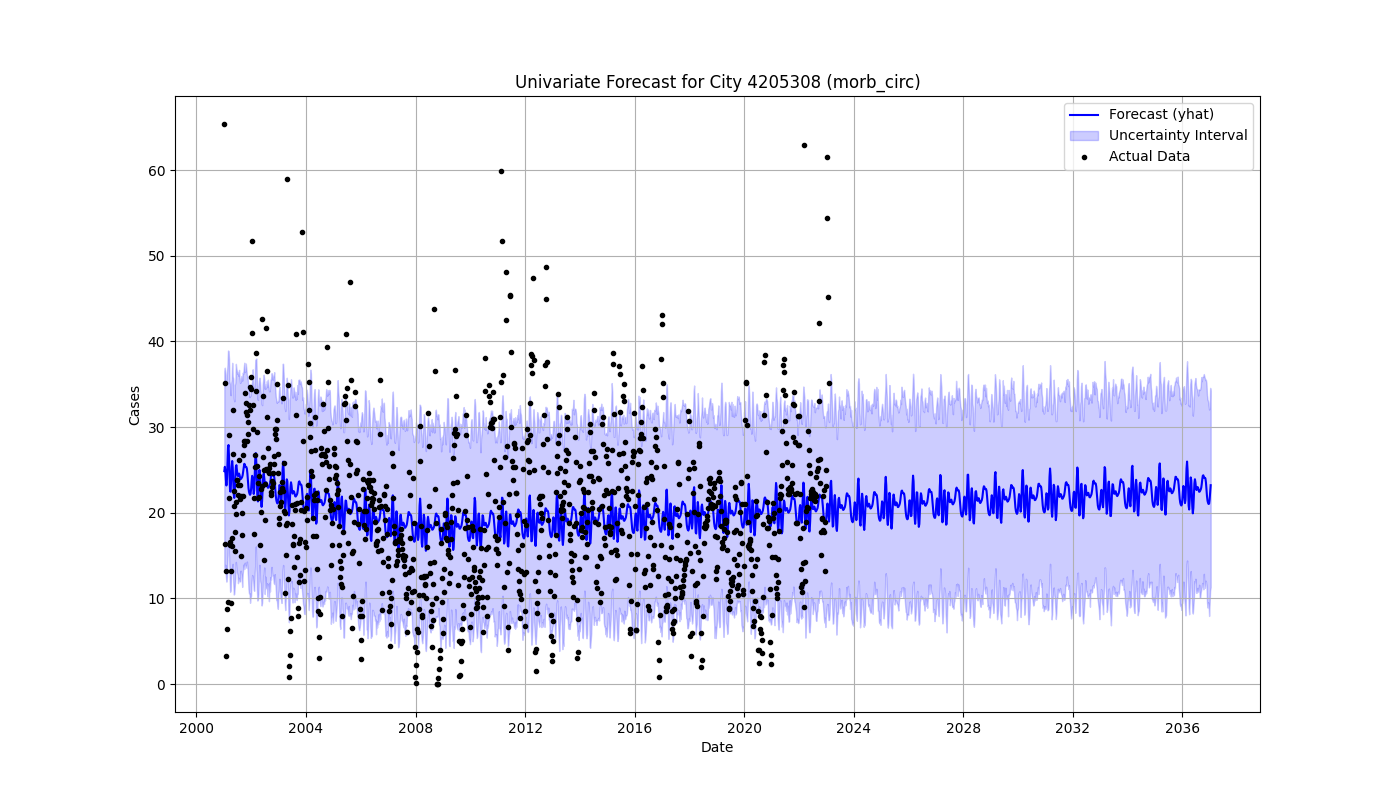 Univariate Forecast for City 4205308 (morb_circ)
Forecast (yhat)
Uncertainty Interval
Actual Data
Cases
60
50
40
30
20
10
0
2000 2004 2008 2012 2016 2020 2024 2028 2032 2036
Date